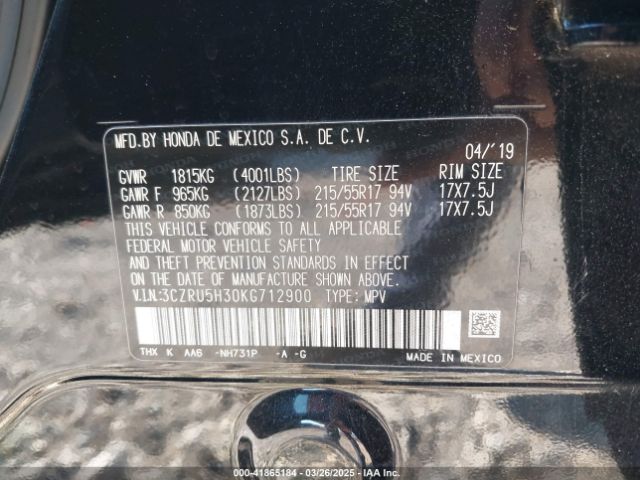 MFD.BY HONDA DE MEXICO S.A. DE C.V.
04/'19
GVWR 1815KG (4001LBS) TIRE SIZE RIM SIZE
GAWR F 965KG (2127LBS) 215/55R17 94V 17X7.5J
GAWR R 850KG (1873LBS) 215/55R17 94V 17X7.5J
THIS VEHICLE CONFORMS TO ALL APPLICABLE
FEDERAL MOTOR VEHICLE SAFETY
AND THEFT PREVENTION STANDARDS IN EFFECT
ON THE DATE OF MANUFACTURE SHOWN ABOVE.
V.I.N:3CZRU5H30KG712900 TYPE: MPV
THX K AA6 -NH731P -A -G MADE IN MEXICO
00-41865184 | 03/26/2025 | IAA Inc.